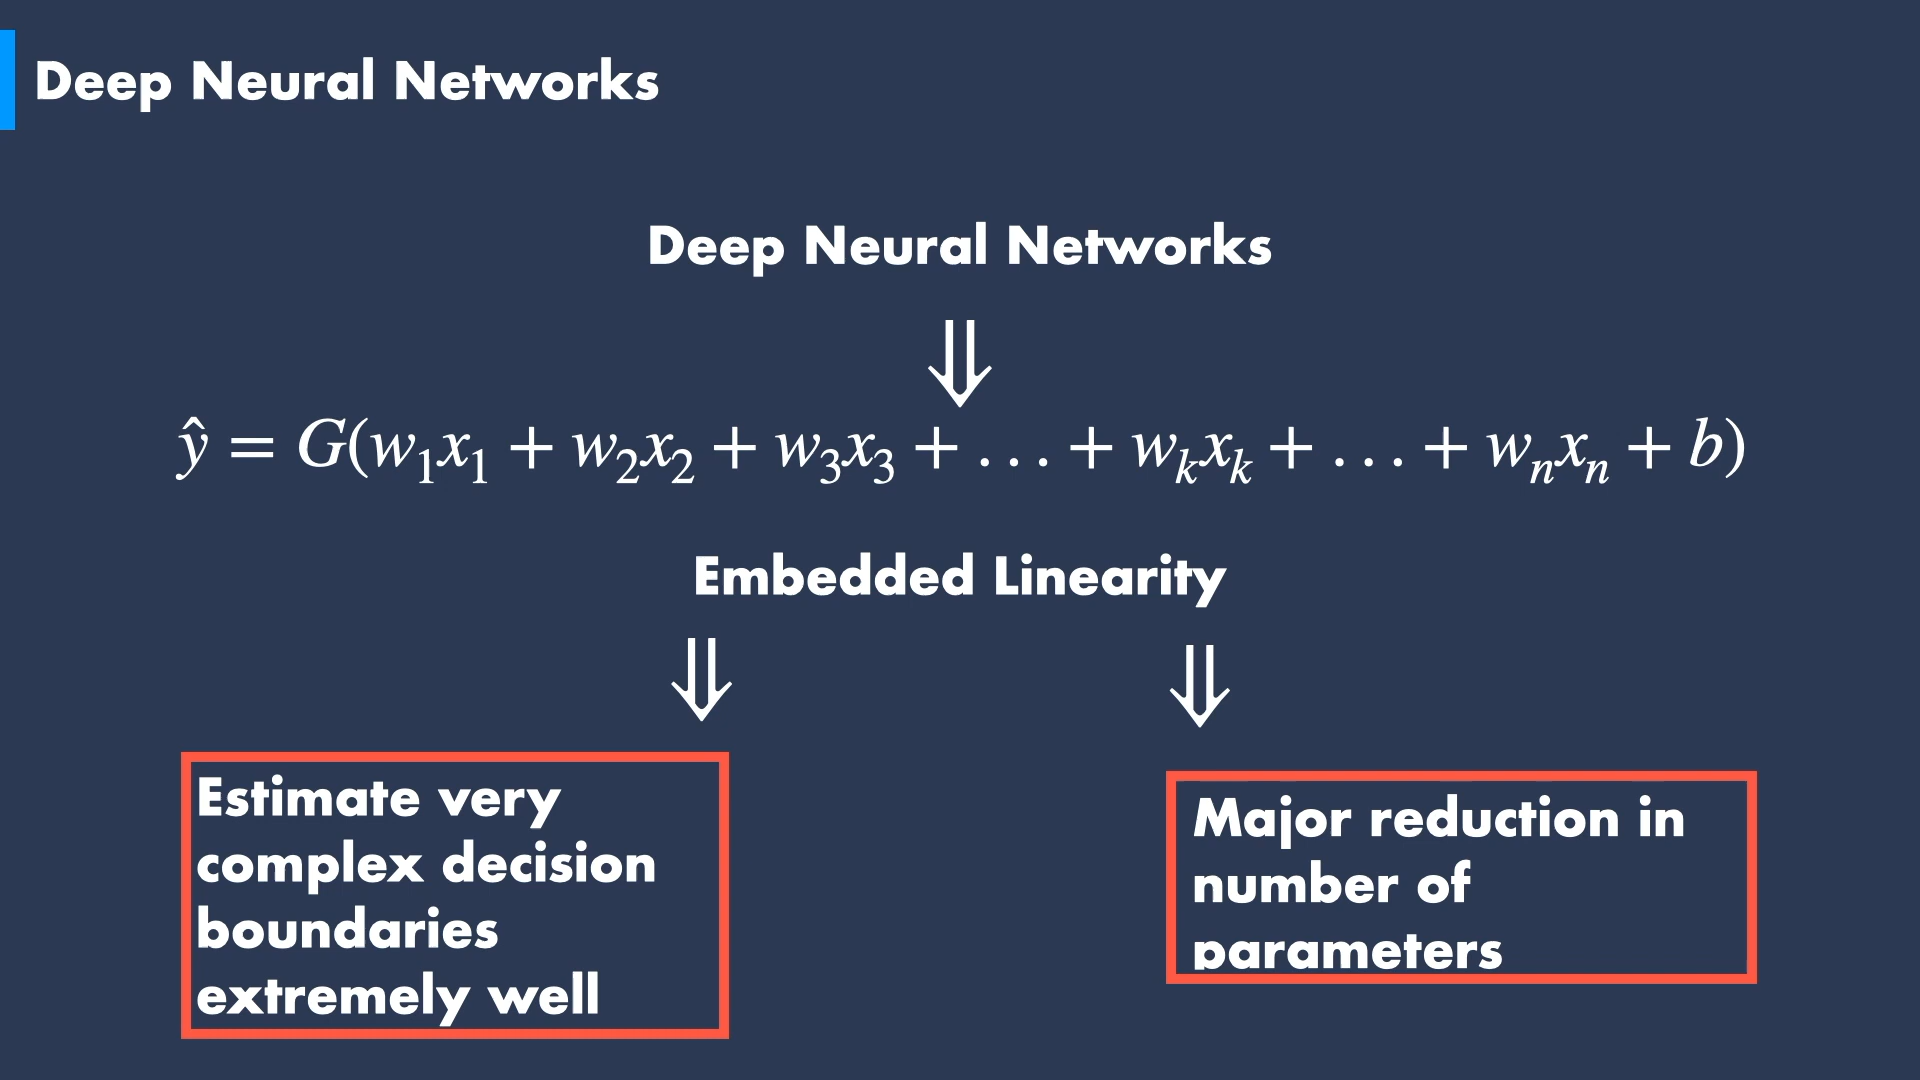 Deep Neural Networks
Deep Neural Networks
⇓
ŷ = G(w₁x₁ + w₂x₂ + w₃x₃ + . . . + wₖxₖ + . . . + wₙxₙ + b)
Embedded Linearity
⇓ ⇓
Estimate very
complex decision
boundaries
extremely well
Major reduction in
number of
parameters